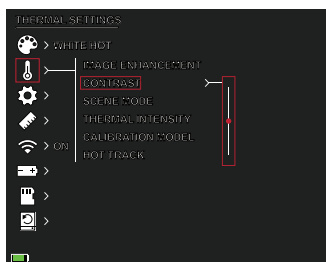 THERMAL SETTINGS
WHITE HOT
IMAGE ENHANCEMENT
CONTRAST
SCENE MODE
THERMAL INTENSITY
CALIBRATION MODEL
ON
HOT TRACK